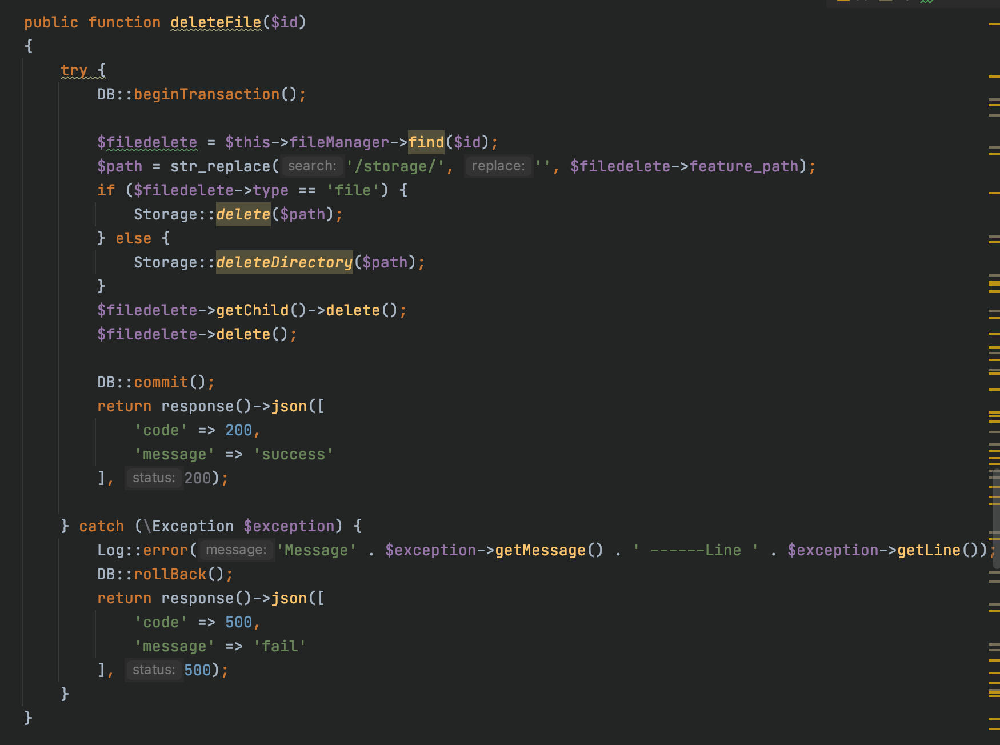 public function deleteFile($id)
{
try {
DB::beginTransaction();
$filedelete = $this->fileManager->find($id);
$path = str_replace( search: '/storage/', replace: '', $filedelete->feature_path);
if ($filedelete->type == 'file') {
Storage::delete($path);
} else {
Storage::deleteDirectory($path);
}
$filedelete->getChild()->delete();
$filedelete->delete();
DB::commit();
return response()->json([
'code' => 200,
'message' => 'success'
], status: 200);
} catch (\Exception $exception) {
Log::error( message: 'Message' . $exception->getMessage() . ' ------Line ' . $exception->getLine());
DB::rollBack();
return response()->json([
'code' => 500,
'message' => 'fail'
], status: 500);
}
}